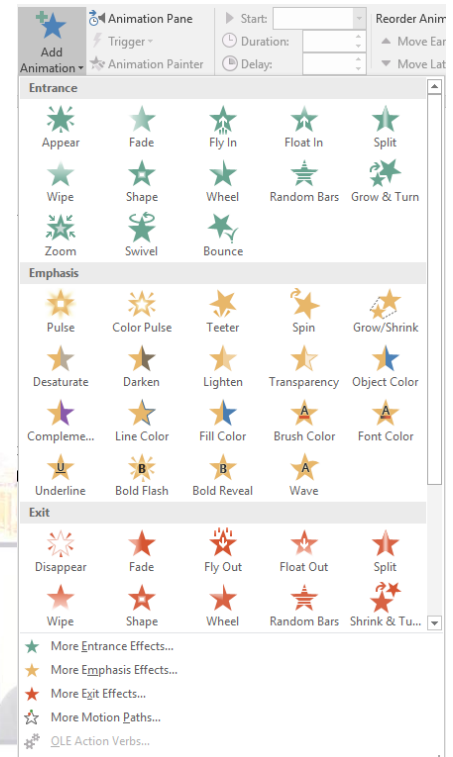 Add Animation
Animation Pane
Trigger
Animation Painter
Start:
Duration:
Delay:
Reorder Anim
Move Ear
Move Lat
Entrance
Appear Fade Fly In Float In Split
Wipe Shape Wheel Random Bars Grow & Turn
Zoom Swivel Bounce
Emphasis
Pulse Color Pulse Teeter Spin Grow/Shrink
Desaturate Darken Lighten Transparency Object Color
Compleme... Line Color Fill Color Brush Color Font Color
Underline Bold Flash Bold Reveal Wave
Exit
Disappear Fade Fly Out Float Out Split
Wipe Shape Wheel Random Bars Shrink & Tu...
More Entrance Effects...
More Emphasis Effects...
More Exit Effects...
More Motion Paths...
OLE Action Verbs...